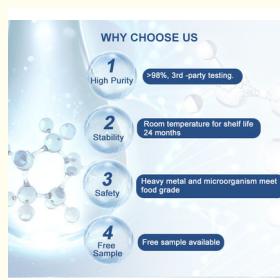 WHY CHOOSE US
1
High Purity
>98%, 3rd -party testing.
2
Stability
Room temperature for shelf life
24 months
3
Safety
Heavy metal and microorganism meet
food grade
4
Free
Sample
Free sample available